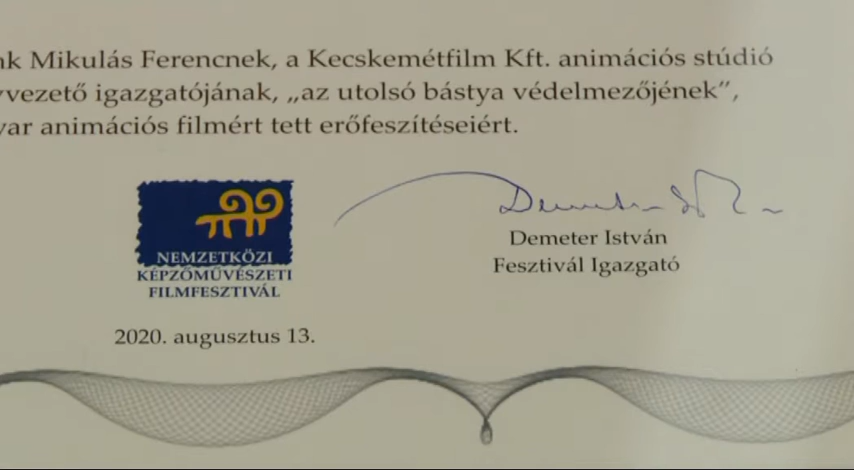 Mikulás Ferencnek, a Kecskemétfilm Kft. animációs stúdió
igazgatójának, „az utolsó bástya védelmezőjének”,
animációs filmért tett erőfeszítéseiért.
NEMZETKÖZI
KÉPZŐMŰVÉSZETI
FILMFESZTIVÁL
Demeter István
Fesztivál Igazgató
2020. augusztus 13.